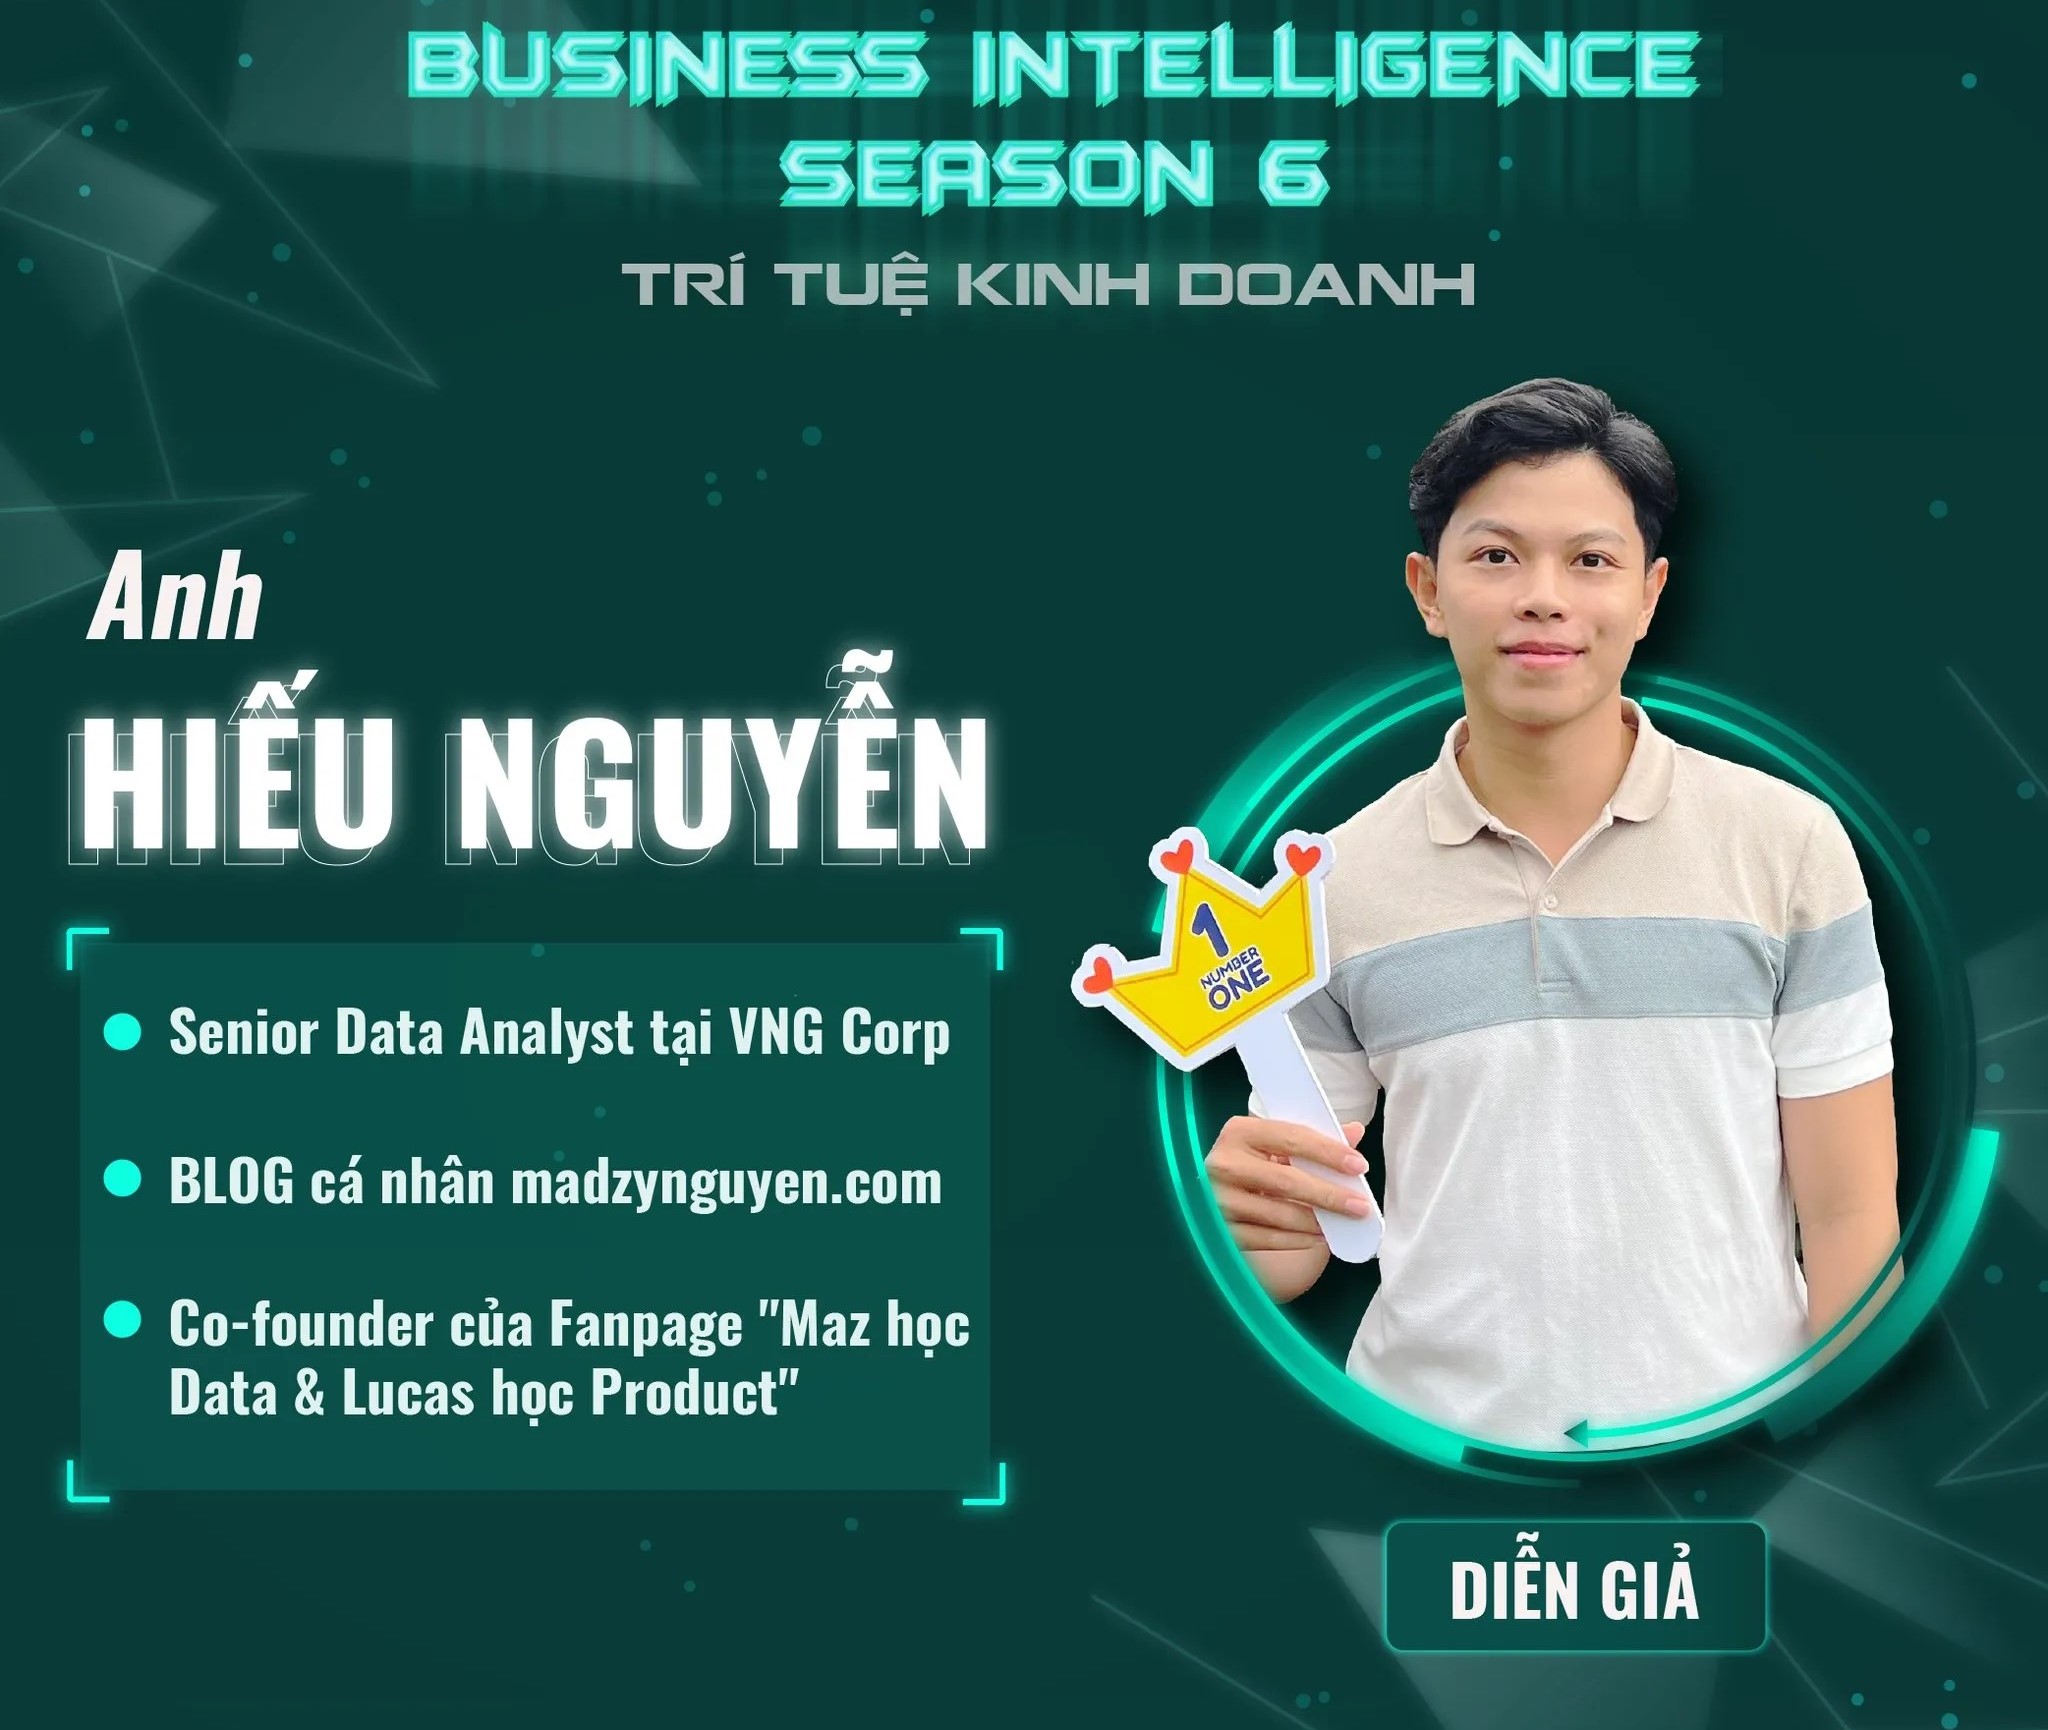 BUSINESS INTELLIGENCE
SEASON 6
TRÍ TUỆ KINH DOANH
Anh
HIẾU NGUYỄN
Senior Data Analyst tại VNG Corp
BLOG cá nhân madzynguyen.com
Co-founder của Fanpage "Maz học
Data & Lucas học Product"
1
NUMBER
ONE
DIỄN GIẢ